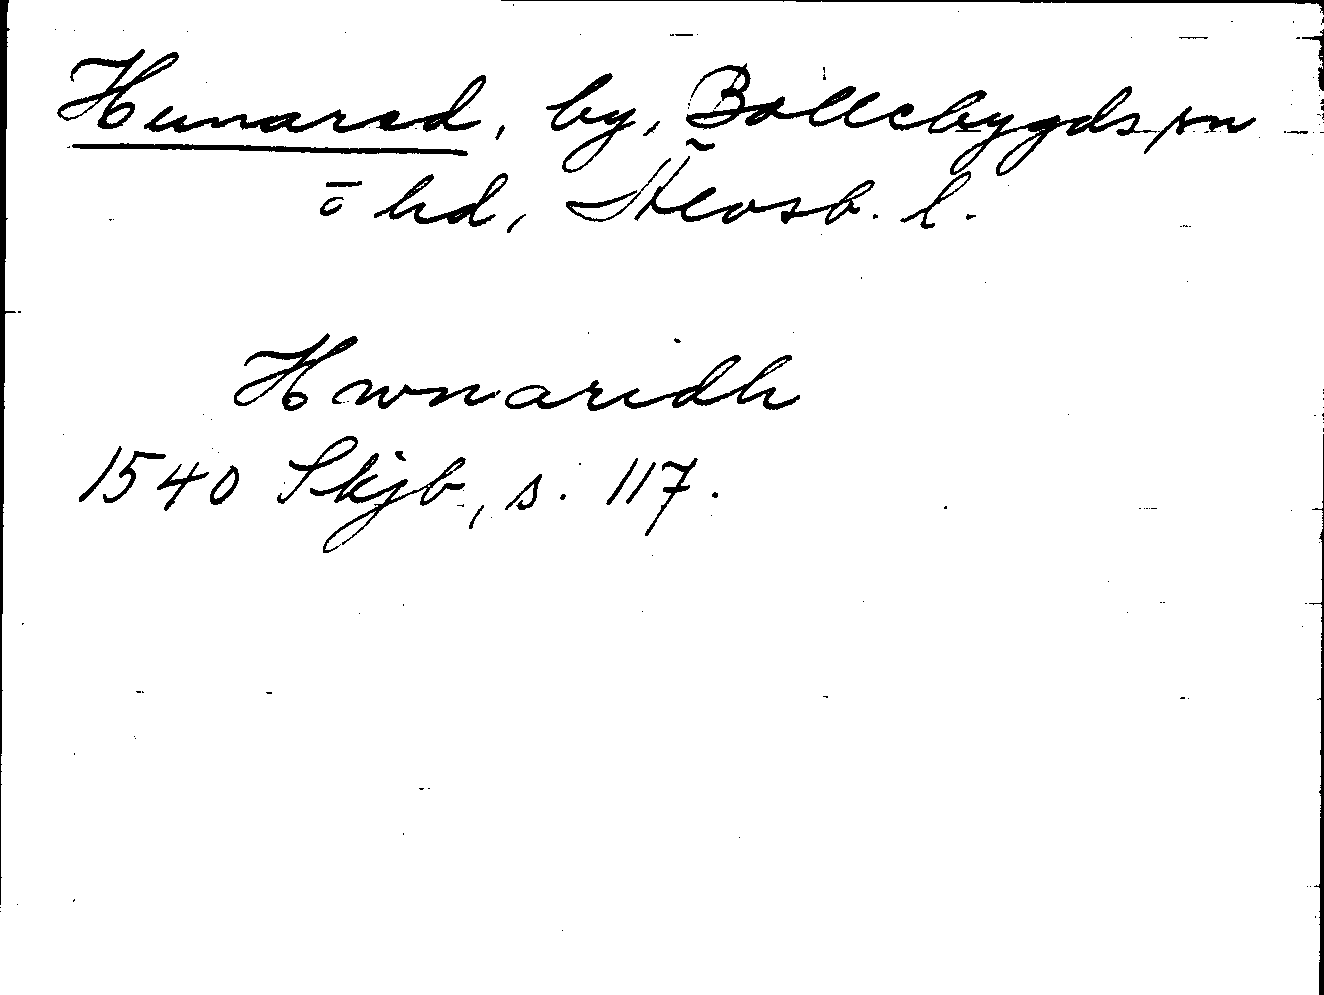 Hunared, by, Bollebygds sn
o hd, Älvsb. l.
Hwnaridh
1540 Skjb, s. 117.